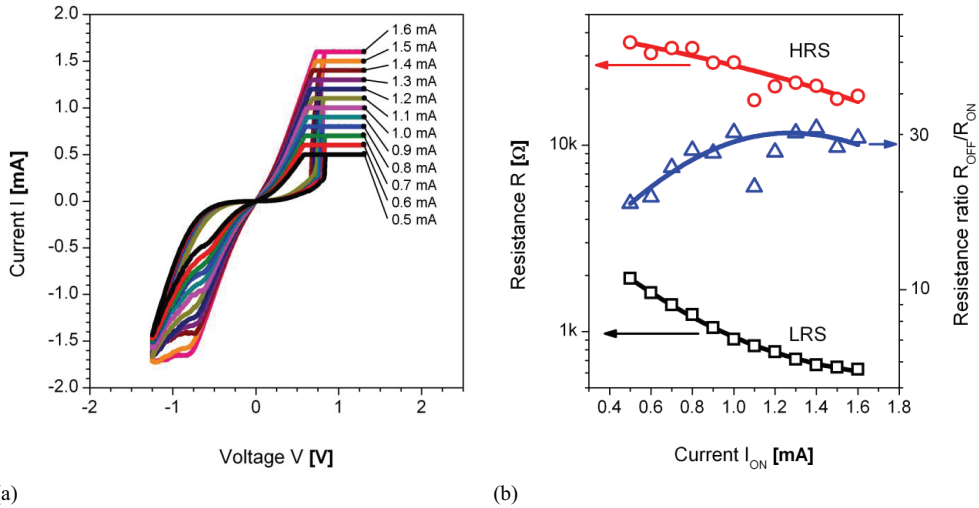 2.0
1.5
1.0
0.5
0.0
-0.5
-1.0
-1.5
-2.0
-2
-1
0
1
2
Current I [mA]
Voltage V [V]
1.6 mA
1.5 mA
1.4 mA
1.3 mA
1.2 mA
1.1 mA
1.0 mA
0.9 mA
0.8 mA
0.7 mA
0.6 mA
0.5 mA
a)
10k
1k
Resistance R [Ω]
HRS
LRS
30
10
Resistance ratio R_OFF/R_ON
0.4
0.6
0.8
1.0
1.2
1.4
1.6
1.8
Current I_ON [mA]
(b)